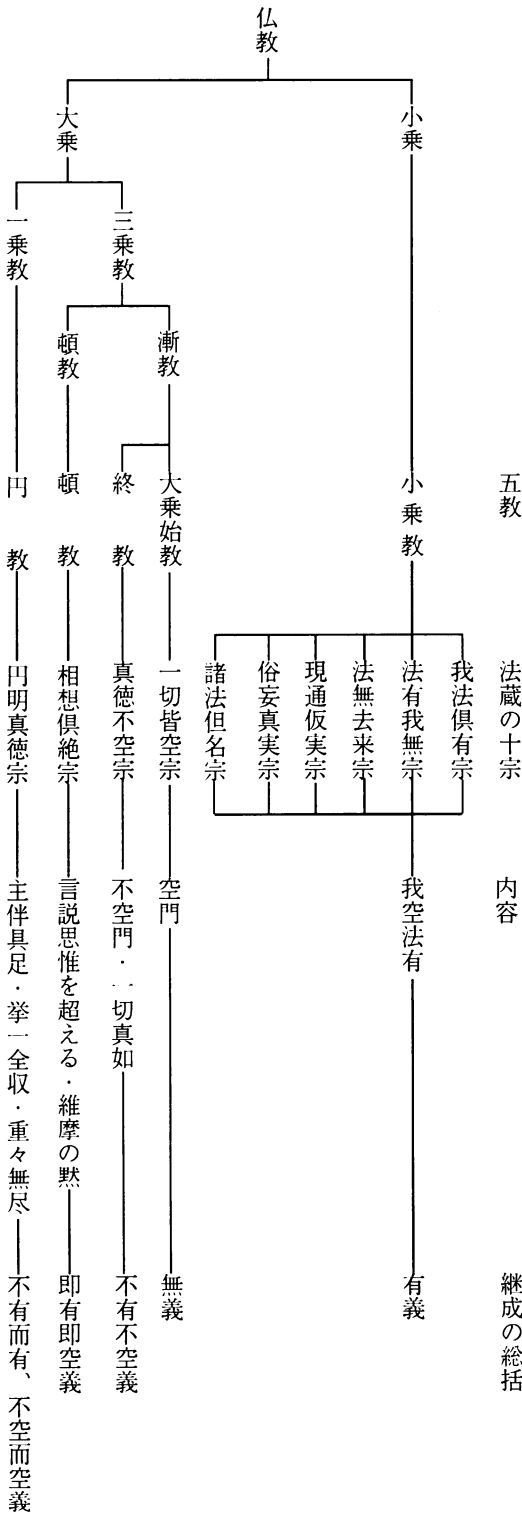 仏教
小乗
大乗
三乗教
一乗教
漸教
頓教
五教
小乗教
大乗始教
終教
頓教
円教
法蔵の十宗
我法倶有宗
法有我無宗
法無去来宗
現通仮実宗
俗妄真実宗
諸法但名宗
一切皆空宗
真徳不空宗
相想倶絶宗
円明真徳宗
内容
我空法有
空門
不空門・一切真如
言説思惟を超える・維摩の黙
主伴具足・挙一全収・重々無尽
継成の総括
有義
無義
不有不空義
即有即空義
不有而有、不空而空義